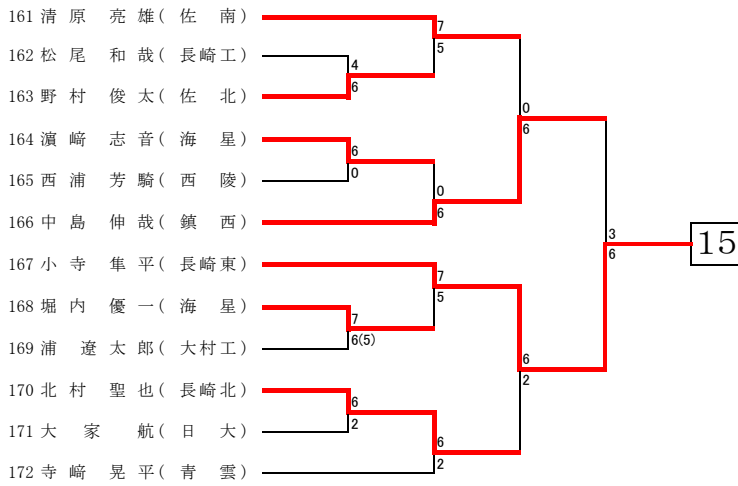 161 清 原 亮 雄 ( 佐 南 )
7
5
162 松 尾 和 哉 ( 長 崎 工 )
4
6
163 野 村 俊 太 ( 佐 北 )
0
6
164 濵 﨑 志 音 ( 海 星 )
6
0
165 西 浦 芳 騎 ( 西 陵 )
0
6
166 中 島 伸 哉 ( 鎮 西 )
3
6
15
167 小 寺 隼 平 ( 長 崎 東 )
7
5
168 堀 内 優 一 ( 海 星 )
7
6(5)
169 浦 遼 太 郎 ( 大 村 工 )
6
2
170 北 村 聖 也 ( 長 崎 北 )
6
2
171 大 家 航 ( 日 大 )
6
2
172 寺 﨑 晃 平 ( 青 雲 )